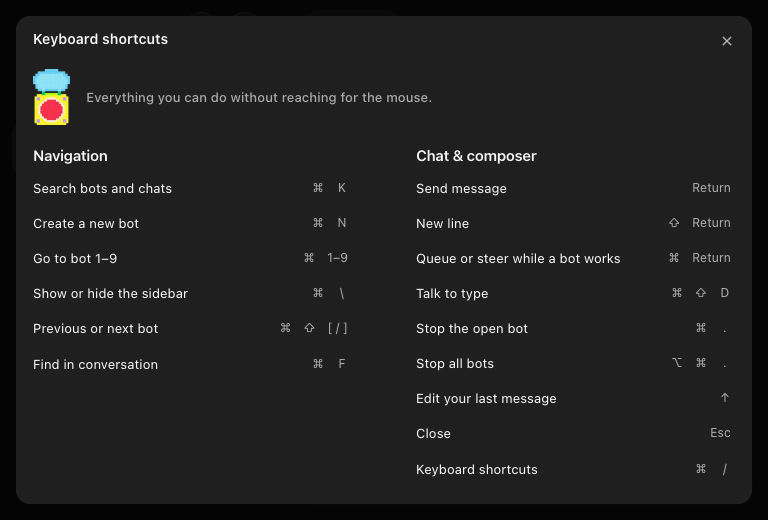 Keyboard shortcuts
Everything you can do without reaching for the mouse.
Navigation
Search bots and chats ⌘ K
Create a new bot ⌘ N
Go to bot 1–9 ⌘ 1–9
Show or hide the sidebar ⌘ \
Previous or next bot ⌘ ⇧ [ / ]
Find in conversation ⌘ F
Chat & composer
Send message Return
New line ⇧ Return
Queue or steer while a bot works ⌘ Return
Talk to type ⌘ ⇧ D
Stop the open bot ⌘ .
Stop all bots ⌥ ⌘ .
Edit your last message ↑
Close Esc
Keyboard shortcuts ⌘ /